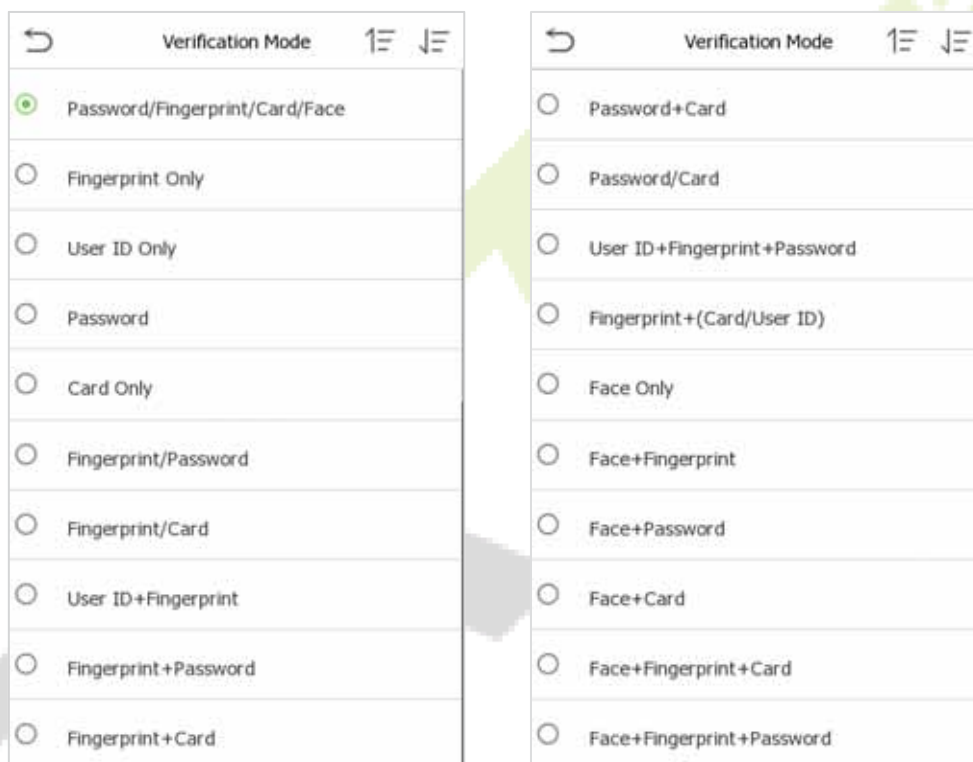 Verification Mode
Password/Fingerprint/Card/Face
Fingerprint Only
User ID Only
Password
Card Only
Fingerprint/Password
Fingerprint/Card
User ID+Fingerprint
Fingerprint+Password
Fingerprint+Card
Verification Mode
Password+Card
Password/Card
User ID+Fingerprint+Password
Fingerprint+(Card/User ID)
Face Only
Face+Fingerprint
Face+Password
Face+Card
Face+Fingerprint+Card
Face+Fingerprint+Password